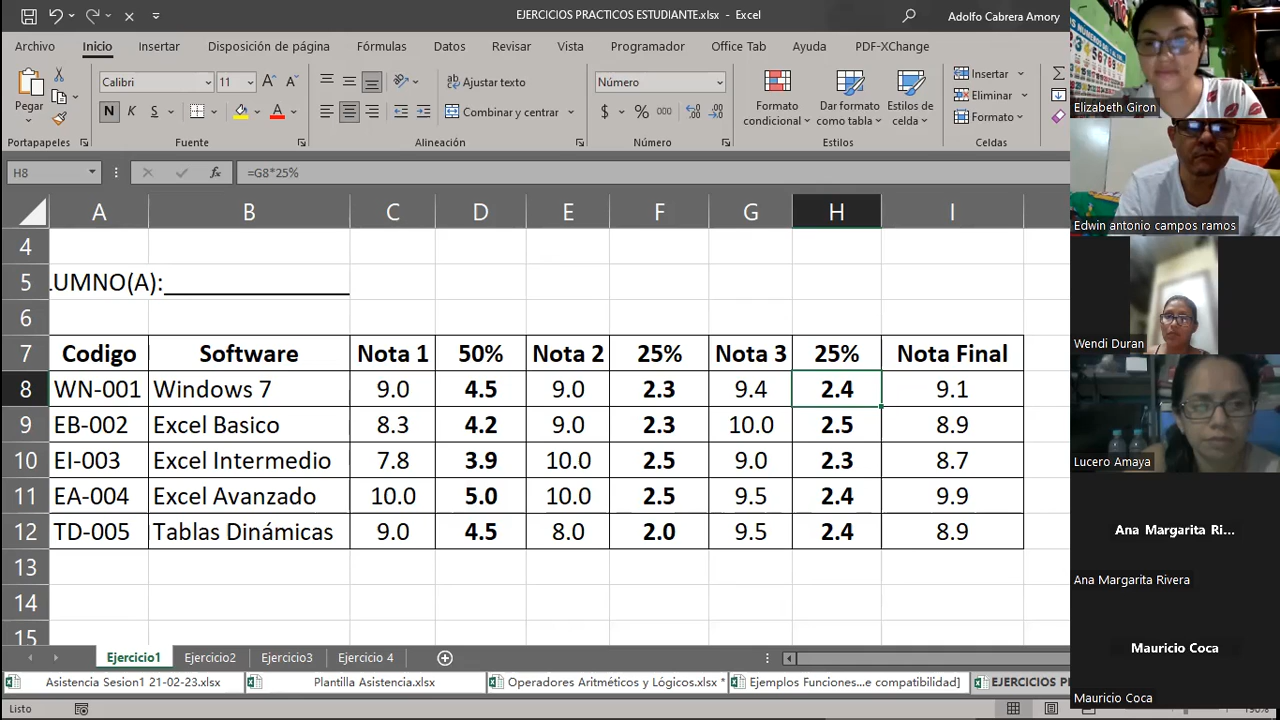 EJERCICIOS PRACTICOS ESTUDIANTE.xlsx - Excel
Adolfo Cabrera Amory
Archivo Inicio Insertar Disposición de página Fórmulas Datos Revisar Vista Programador Office Tab Ayuda PDF-XChange
Pegar
Calibri 11
N K S
Ajustar texto
Combinar y centrar
Número
$ % 000
Formato condicional
Dar formato como tabla
Estilos de celda
Insertar
Eliminar
Formato
Portapapeles Fuente Alineación Número Estilos Celdas
H8 fx =G8*25%
A B C D E F G H I
4
5 LUMNO(A):
6
7 Codigo Software Nota 1 50% Nota 2 25% Nota 3 25% Nota Final
8 WN-001 Windows 7 9.0 4.5 9.0 2.3 9.4 2.4 9.1
9 EB-002 Excel Basico 8.3 4.2 9.0 2.3 10.0 2.5 8.9
10 EI-003 Excel Intermedio 7.8 3.9 10.0 2.5 9.0 2.3 8.7
11 EA-004 Excel Avanzado 10.0 5.0 10.0 2.5 9.5 2.4 9.9
12 TD-005 Tablas Dinámicas 9.0 4.5 8.0 2.0 9.5 2.4 8.9
13
14
15
Ejercicio1 Ejercicio2 Ejercicio3 Ejercicio 4
Asistencia Sesion1 21-02-23.xlsx Plantilla Asistencia.xlsx Operadores Aritméticos y Lógicos.xlsx * Ejemplos Funciones...e compatibilidad] EJERCICIOS PR
Listo
190%
Elizabeth Giron
Edwin antonio campos ramos
Wendi Duran
Lucero Amaya
Ana Margarita Ri...
Ana Margarita Rivera
Mauricio Coca
Mauricio Coca